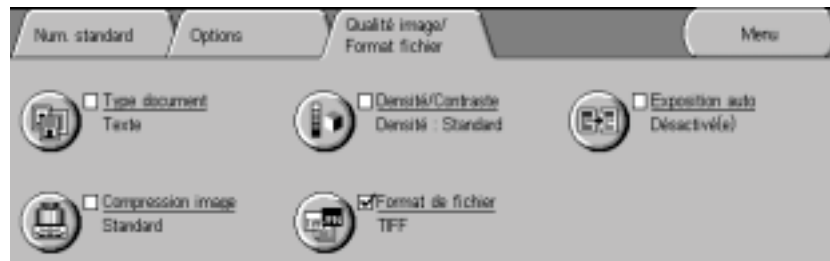 Num. standard
Options
Qualité image/
Format fichier
Menu
Type document
Texte
Densité/Contraste
Densité : Standard
Exposition auto
Désactivé(e)
Compression image
Standard
Format de fichier
TIFF